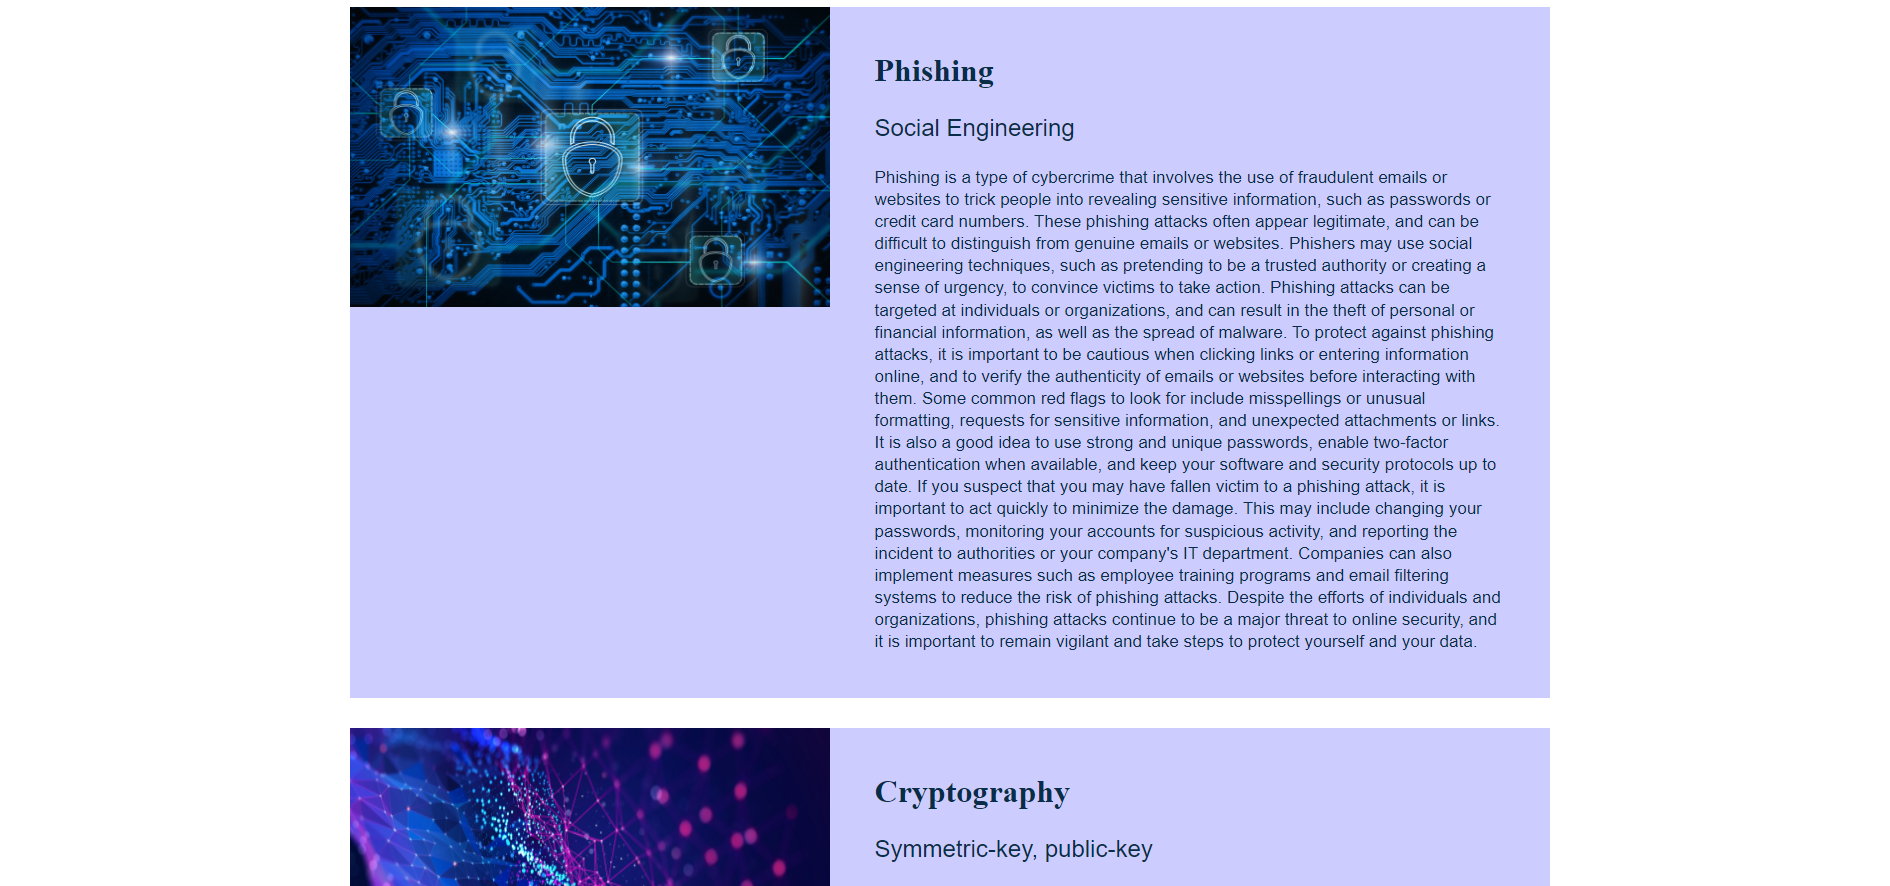 Phishing
Social Engineering
Phishing is a type of cybercrime that involves the use of fraudulent emails or
websites to trick people into revealing sensitive information, such as passwords or
credit card numbers. These phishing attacks often appear legitimate, and can be
difficult to distinguish from genuine emails or websites. Phishers may use social
engineering techniques, such as pretending to be a trusted authority or creating a
sense of urgency, to convince victims to take action. Phishing attacks can be
targeted at individuals or organizations, and can result in the theft of personal or
financial information, as well as the spread of malware. To protect against phishing
attacks, it is important to be cautious when clicking links or entering information
online, and to verify the authenticity of emails or websites before interacting with
them. Some common red flags to look for include misspellings or unusual
formatting, requests for sensitive information, and unexpected attachments or links.
It is also a good idea to use strong and unique passwords, enable two-factor
authentication when available, and keep your software and security protocols up to
date. If you suspect that you may have fallen victim to a phishing attack, it is
important to act quickly to minimize the damage. This may include changing your
passwords, monitoring your accounts for suspicious activity, and reporting the
incident to authorities or your company's IT department. Companies can also
implement measures such as employee training programs and email filtering
systems to reduce the risk of phishing attacks. Despite the efforts of individuals and
organizations, phishing attacks continue to be a major threat to online security, and
it is important to remain vigilant and take steps to protect yourself and your data.
Cryptography
Symmetric-key, public-key